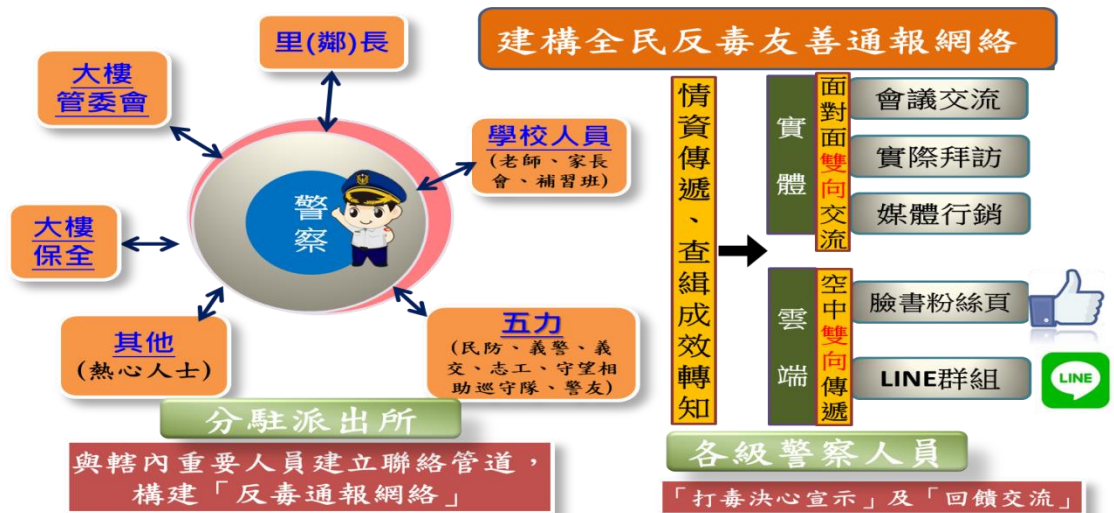 建構全民反毒友善通報網絡
里(鄰)長
大樓
管委會
學校人員
(老師、家長
會、補習班)
警
察
大樓
保全
其他
(熱心人士)
五力
(民防、義警、義
交、志工、守望相
助巡守隊、警友)
分駐派出所
與轄內重要人員建立聯絡管道，
構建「反毒通報網絡」
情資傳遞、查緝成效轉知
實體
面對面雙向交流
會議交流
實際拜訪
媒體行銷
雲端
空中雙向傳遞
臉書粉絲頁
LINE群組
LINE
各級警察人員
「打毒決心宣示」及「回饋交流」